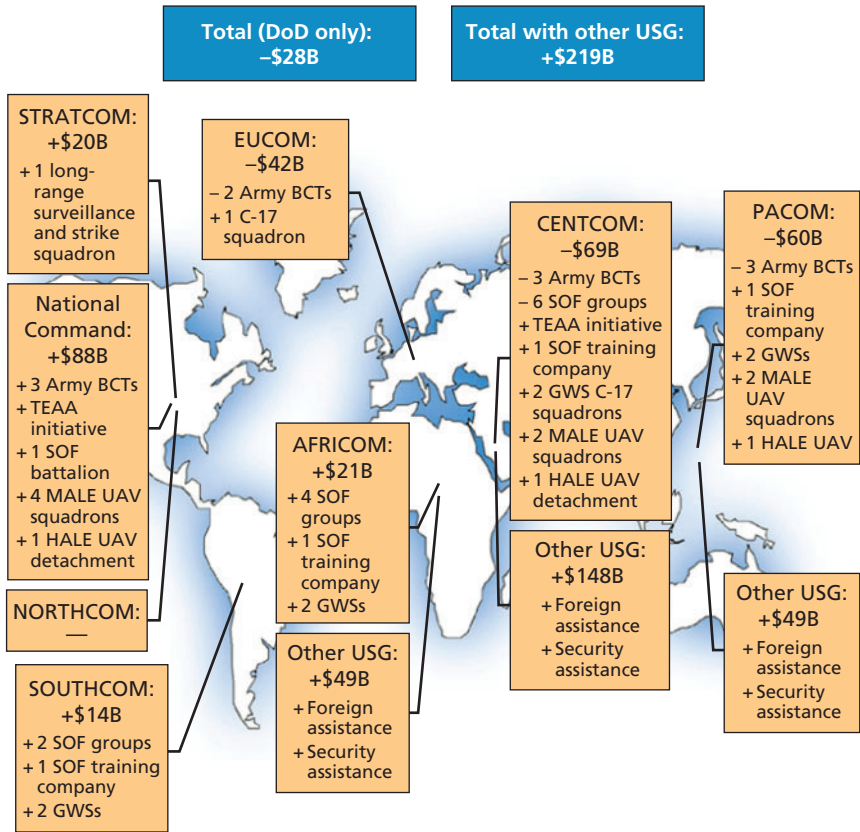 Total (DoD only):
–$28B
Total with other USG:
+$219B
STRATCOM:
+$20B
+ 1 long-
range
surveillance
and strike
squadron
EUCOM:
–$42B
– 2 Army BCTs
+ 1 C-17
squadron
CENTCOM:
–$69B
– 3 Army BCTs
– 6 SOF groups
+ TEAA initiative
+ 1 SOF training
company
+ 2 GWS C-17
squadrons
+ 2 MALE UAV
squadrons
+ 1 HALE UAV
detachment
PACOM:
–$60B
– 3 Army BCTs
+ 1 SOF
training
company
+ 2 GWSs
+ 2 MALE
UAV
squadrons
+ 1 HALE UAV
National
Command:
+$88B
+ 3 Army BCTs
+ TEAA
initiative
+ 1 SOF
battalion
+ 4 MALE UAV
squadrons
+ 1 HALE UAV
detachment
AFRICOM:
+$21B
+ 4 SOF
groups
+ 1 SOF
training
company
+ 2 GWSs
NORTHCOM:
—
Other USG:
+$148B
+ Foreign
assistance
+ Security
assistance
Other USG:
+$49B
+ Foreign
assistance
+ Security
assistance
SOUTHCOM:
+$14B
+ 2 SOF groups
+ 1 SOF training
company
+ 2 GWSs
Other USG:
+$49B
+ Foreign
assistance
+ Security
assistance